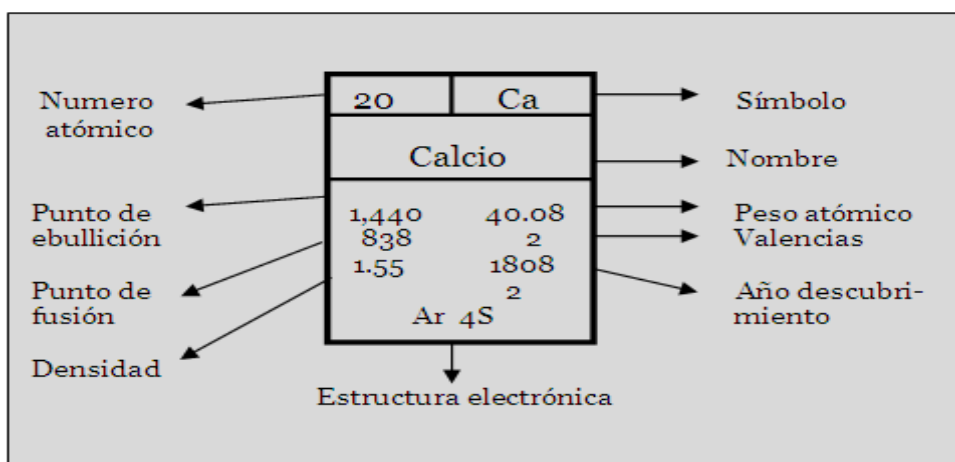 20 Ca
Numero
atómico
Símbolo
Calcio
Nombre
Punto de
ebullición
1,440 40.08
Peso atómico
838 2
Valencias
1.55 1808
Punto de
fusión
Año descubri-
miento
2
Ar 4S
Densidad
Estructura electrónica